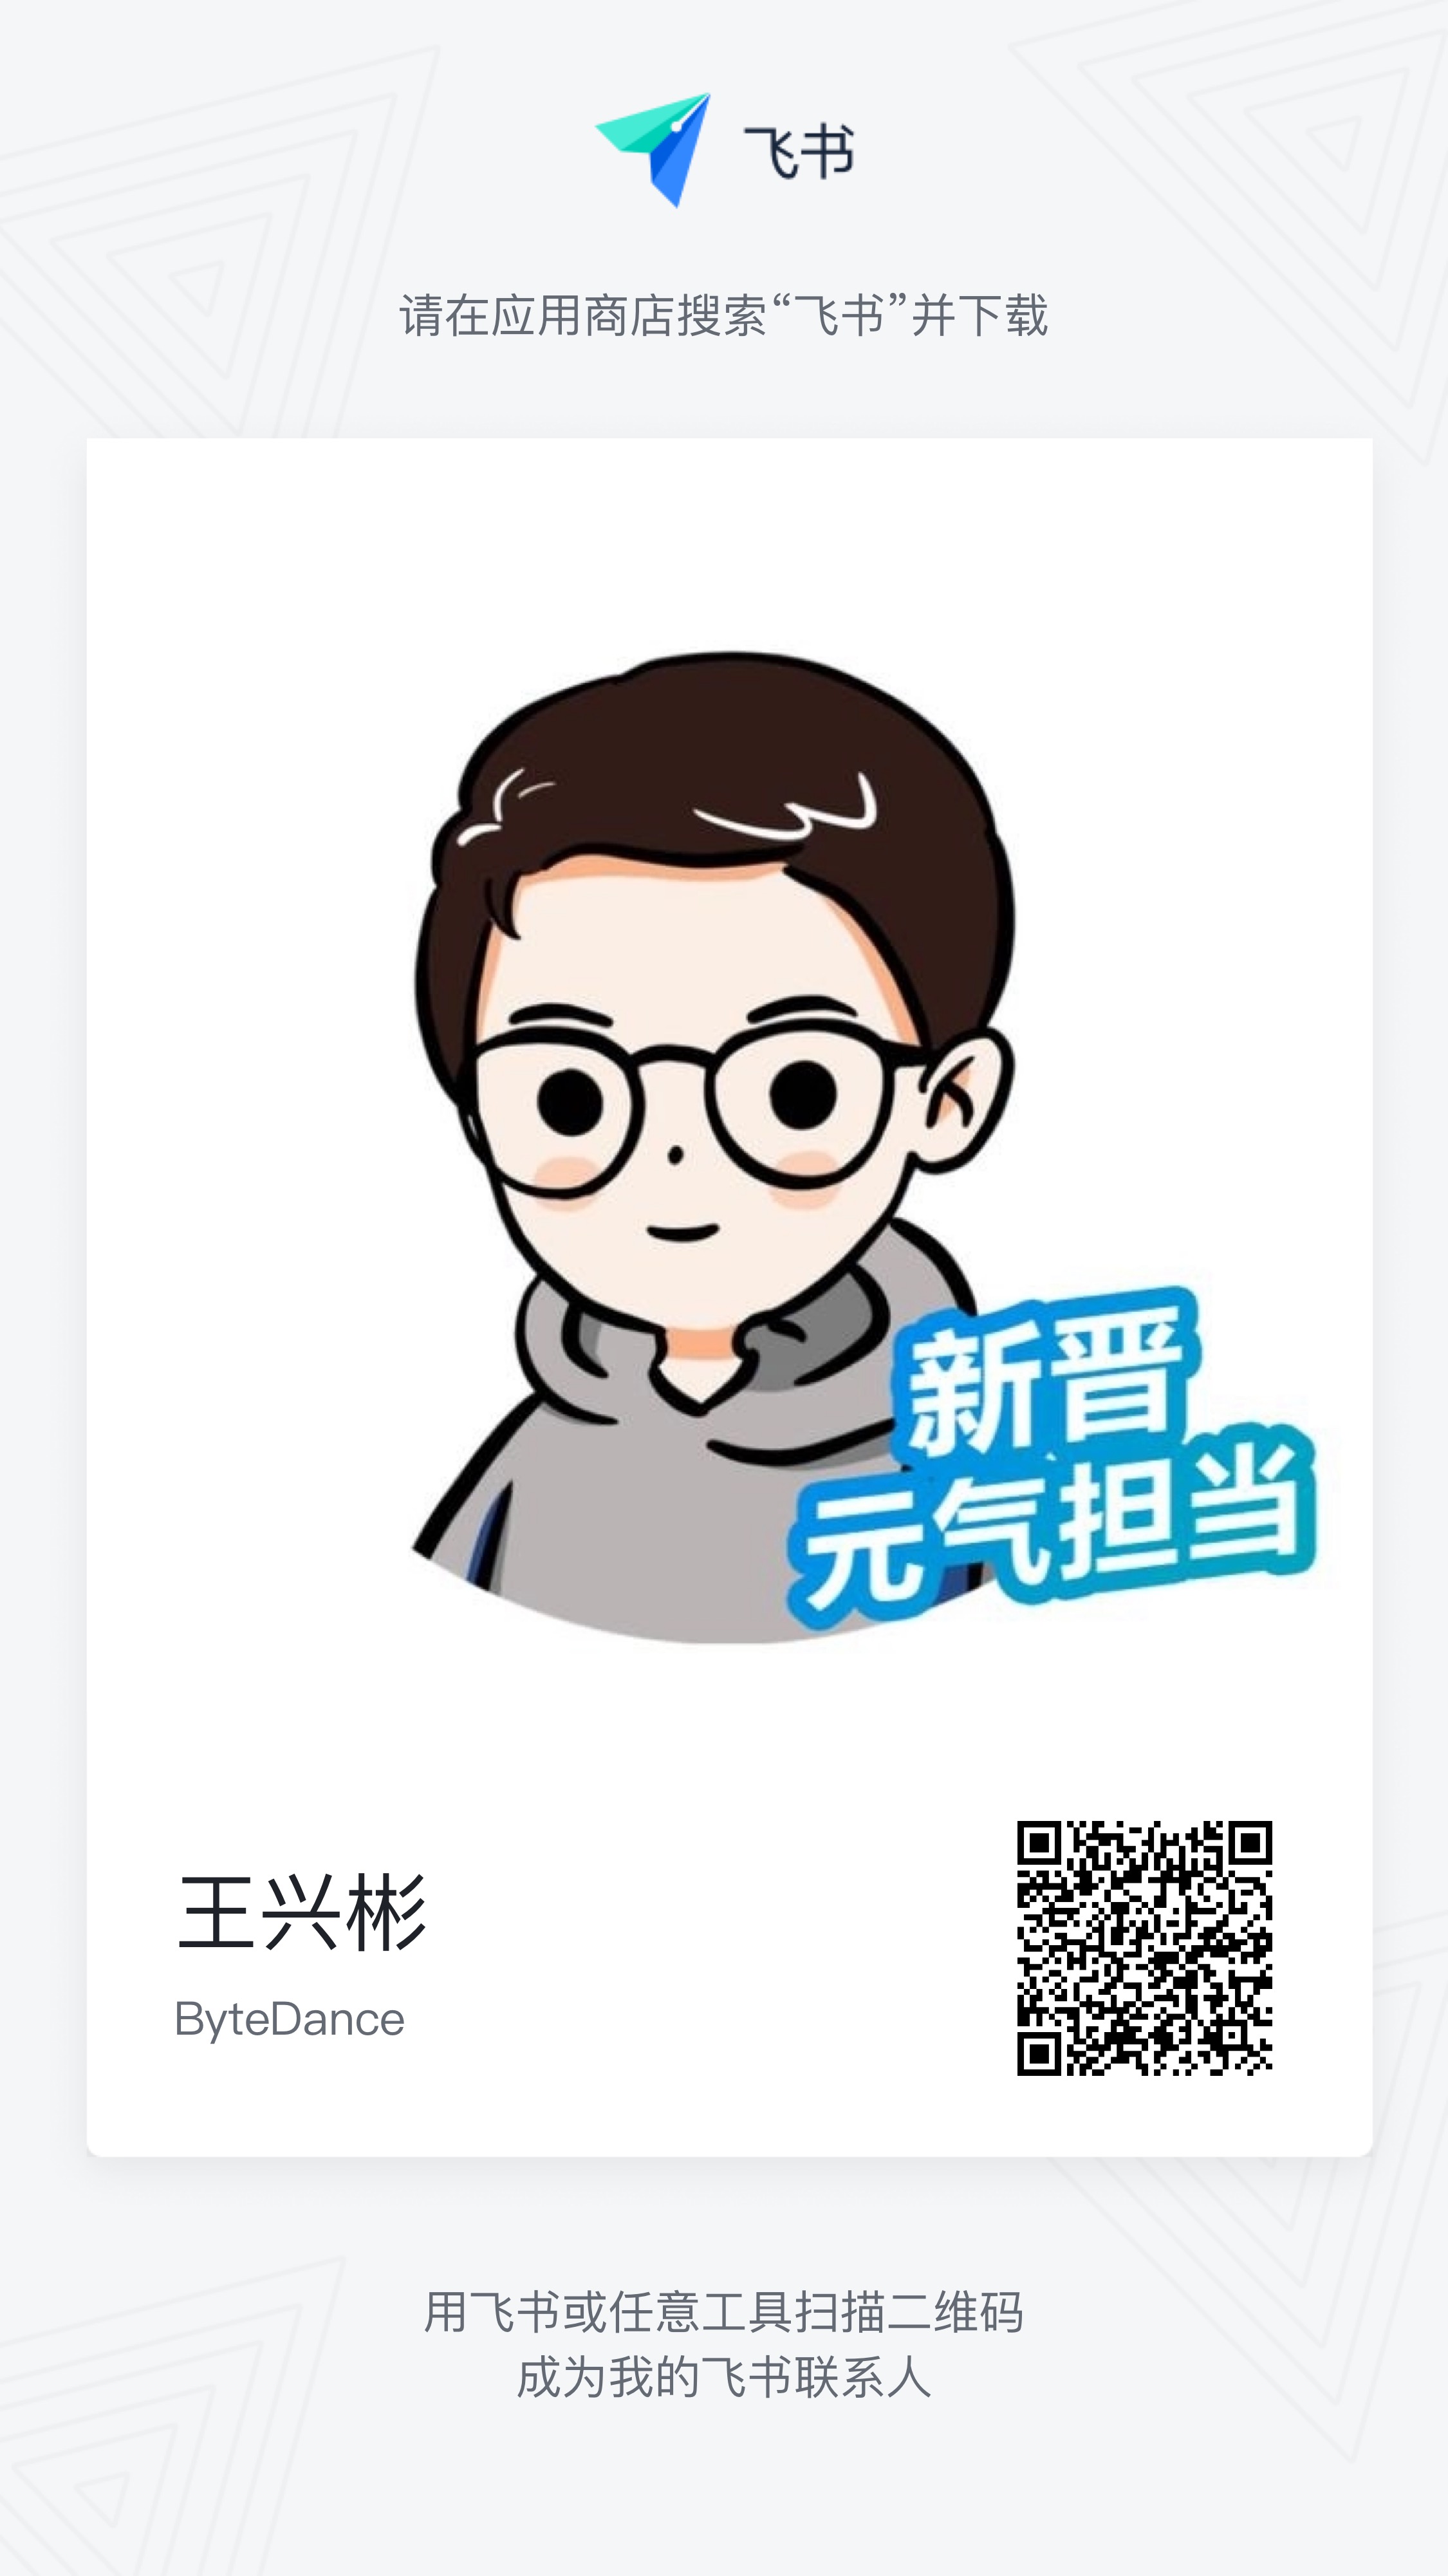 飞书
请在应用商店搜索“飞书”并下载
新晋
元气担当
王兴彬
ByteDance
用飞书或任意工具扫描二维码
成为我的飞书联系人